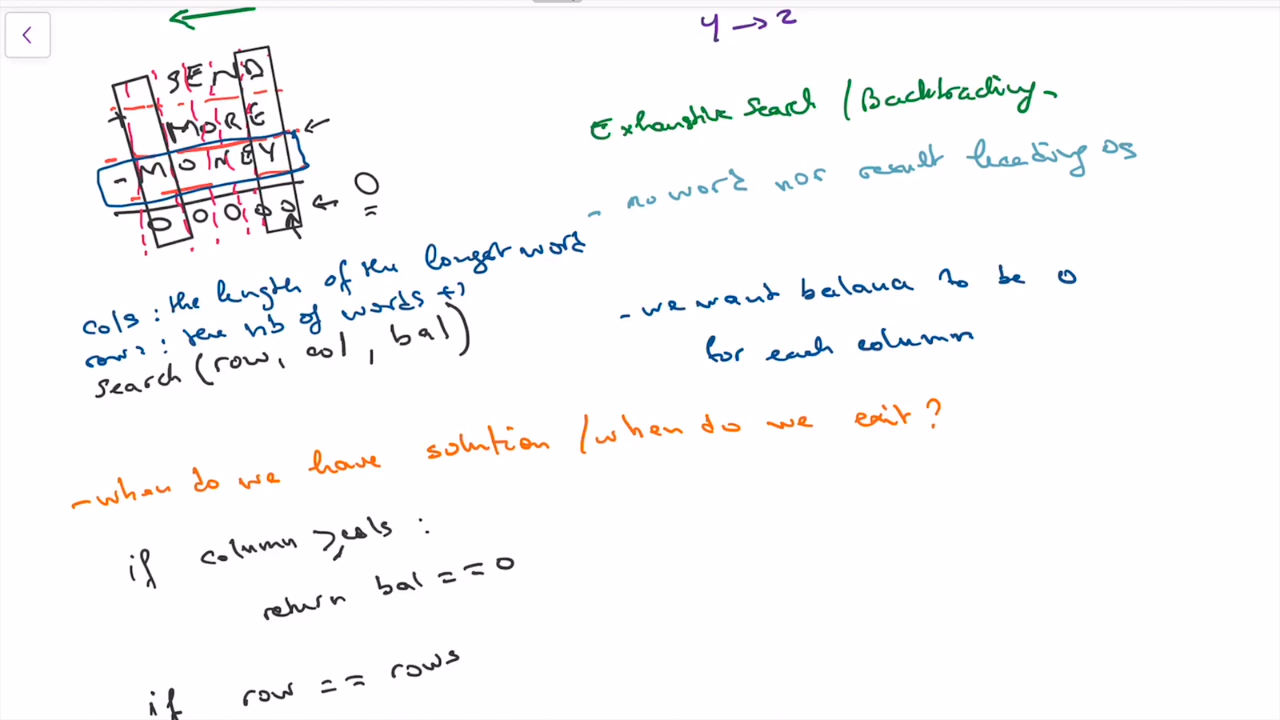 Y → 2
SEND
+ MORE
- MONEY
0 0 0 0 0 ← 0
Exhaustive Search / Backtrading
- no word nor result heading 0s
cols : the length of the longest word
rows : the nb of words +1
search (row, col, bal)
- we want balance to be 0
for each column
- when do we have solution / when do we exit?
if column ≥ cols :
return bal == 0
if row == rows